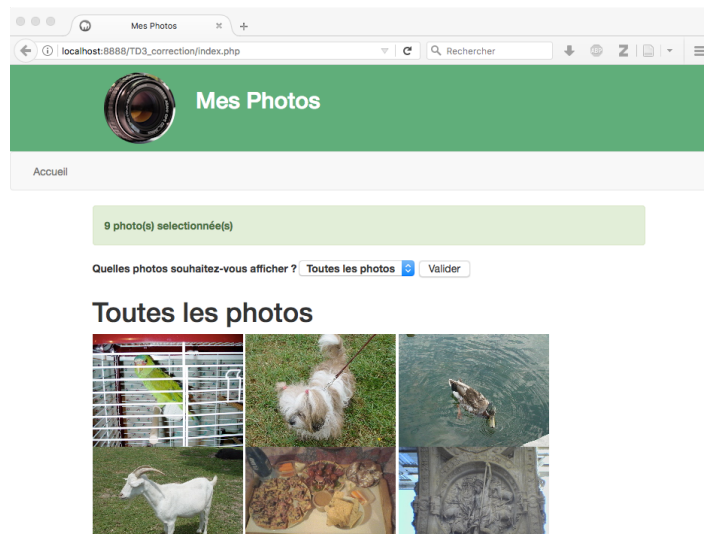 Mes Photos
localhost:8888/TD3_correction/index.php
Rechercher
ABP
Z
Mes Photos
Accueil
9 photo(s) selectionnée(s)
Quelles photos souhaitez-vous afficher ? Toutes les photos Valider
Toutes les photos